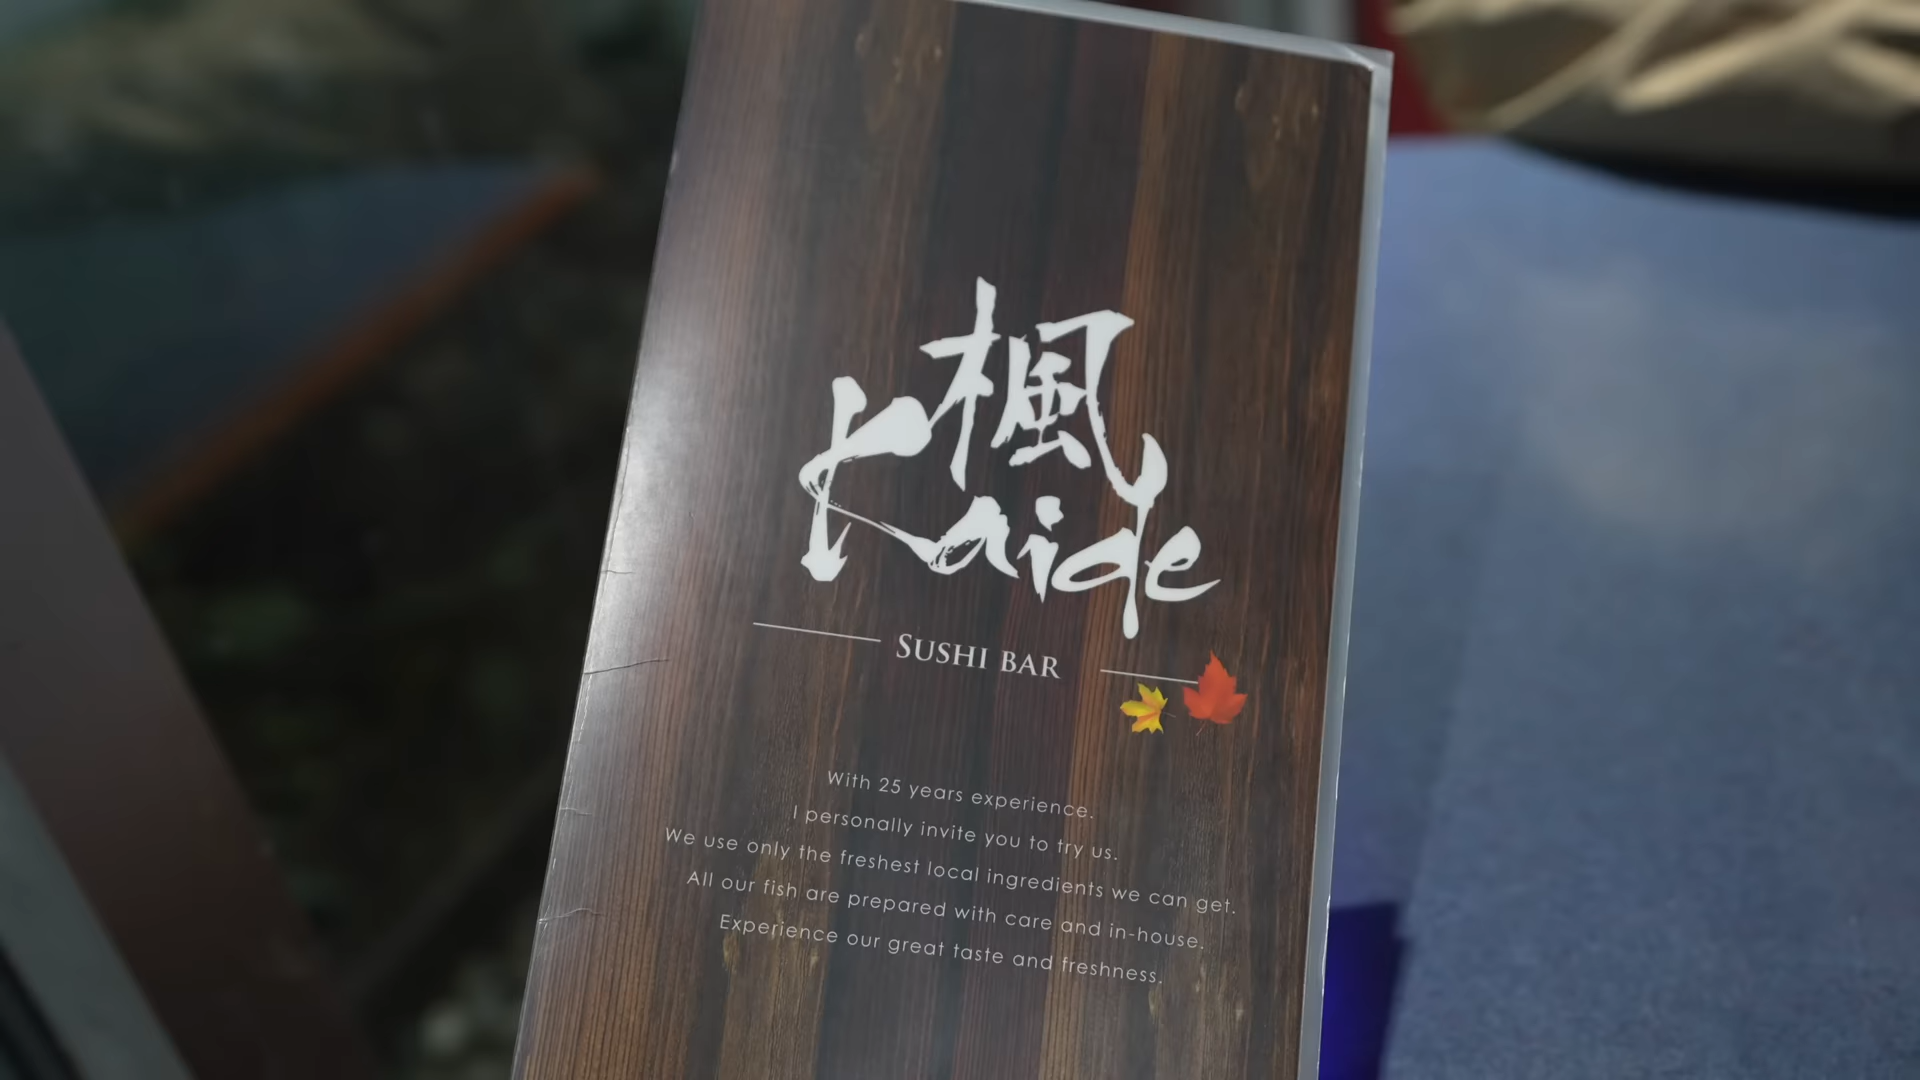 楓
Kaide
SUSHI BAR
With 25 years experience.
I personally invite you to try us.
We use only the freshest local ingredients we can get.
All our fish are prepared with care and in-house.
Experience our great taste and freshness.